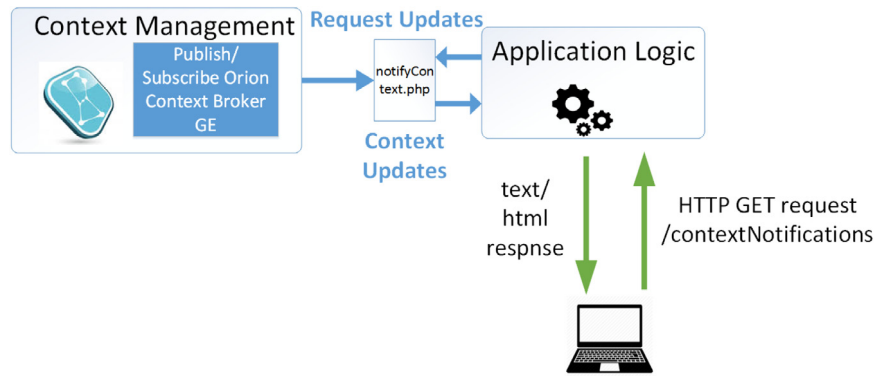 Context Management
Publish/
Subscribe Orion
Context Broker
GE
Request Updates
notifyCon
text.php
Context
Updates
Application Logic
text/
html
respnse
HTTP GET request
/contextNotifications